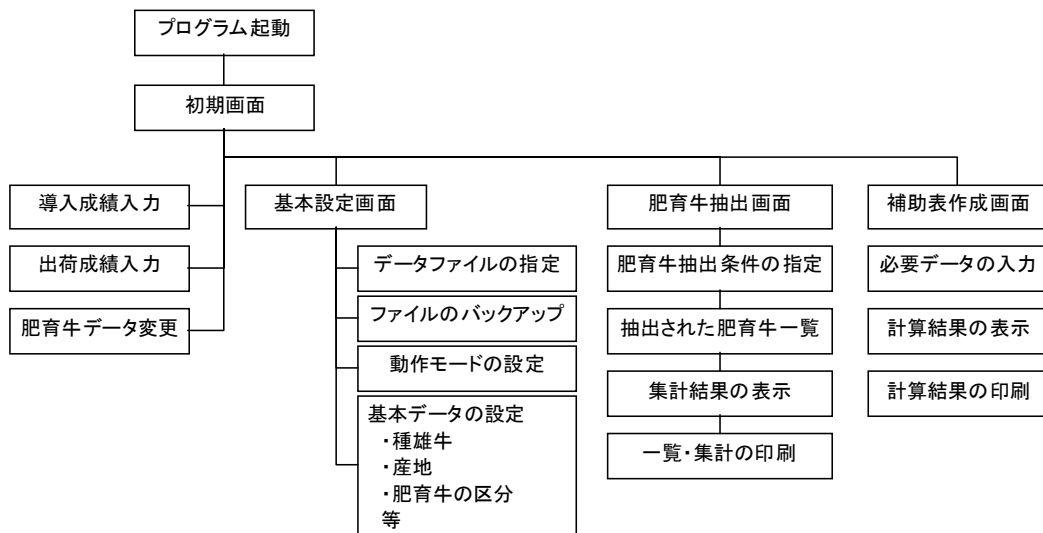 プログラム起動
初期画面
導入成績入力
出荷成績入力
肥育牛データ変更
基本設定画面
データファイルの指定
ファイルのバックアップ
動作モードの設定
基本データの設定
・種雄牛
・産地
・肥育牛の区分
等
肥育牛抽出画面
肥育牛抽出条件の指定
抽出された肥育牛一覧
集計結果の表示
一覧・集計の印刷
補助表作成画面
必要データの入力
計算結果の表示
計算結果の印刷